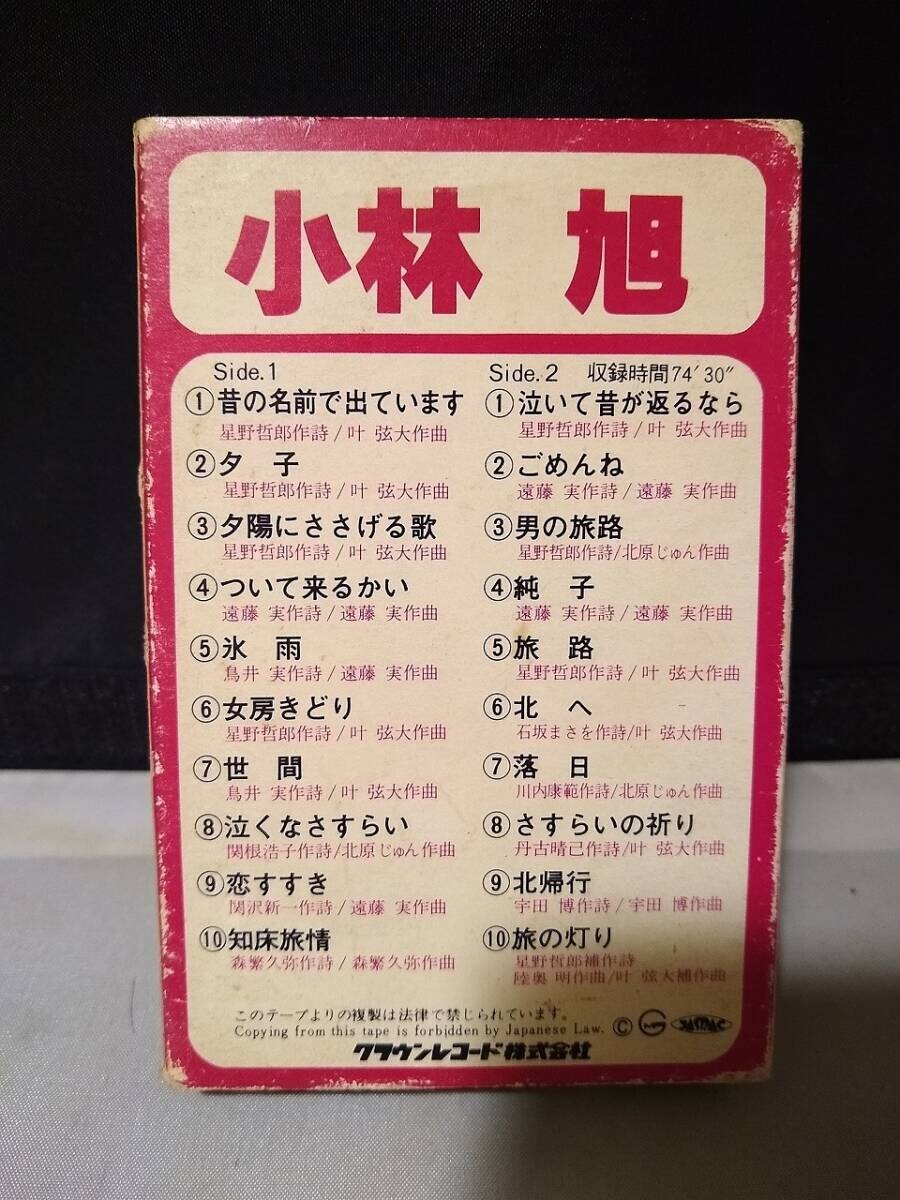 小林 旭
Side.1
①昔の名前で出ています
星野哲郎作詩/叶 弦大作曲
②夕 子
星野哲郎作詩/叶 弦大作曲
③夕陽にささげる歌
星野哲郎作詩/叶 弦大作曲
④ついて来るかい
遠藤 実作詩/遠藤 実作曲
⑤氷 雨
鳥井 実作詩/遠藤 実作曲
⑥女房きどり
星野哲郎作詩/叶 弦大作曲
⑦世 間
鳥井 実作詩/叶 弦大作曲
⑧泣くなさすらい
関根浩子作詩/北原じゅん作曲
⑨恋すすき
関沢新一作詩/遠藤 実作曲
⑩知床旅情
森繁久弥作詩/森繁久弥作曲
Side.2 収録時間74′30″
①泣いて昔が返るなら
星野哲郎作詩/叶 弦大作曲
②ごめんね
遠藤 実作詩/遠藤 実作曲
③男の旅路
星野哲郎作詩/北原じゅん作曲
④純 子
遠藤 実作詩/遠藤 実作曲
⑤旅 路
星野哲郎作詩/叶 弦大作曲
⑥北 へ
石坂まさを作詩/叶 弦大作曲
⑦落 日
川内康範作詩/北原じゅん作曲
⑧さすらいの祈り
丹古晴己作詩/叶 弦大作曲
⑨北帰行
宇田 博作詩/宇田 博作曲
⑩旅の灯り
星野哲郎補作詩
陸奥 明作曲/叶 弦大補作曲
このテープよりの複製は法律で禁じられています。
Copying from this tape is forbidden by Japanese Law. Ⓒ JASRAC
クラウンレコード株式会社